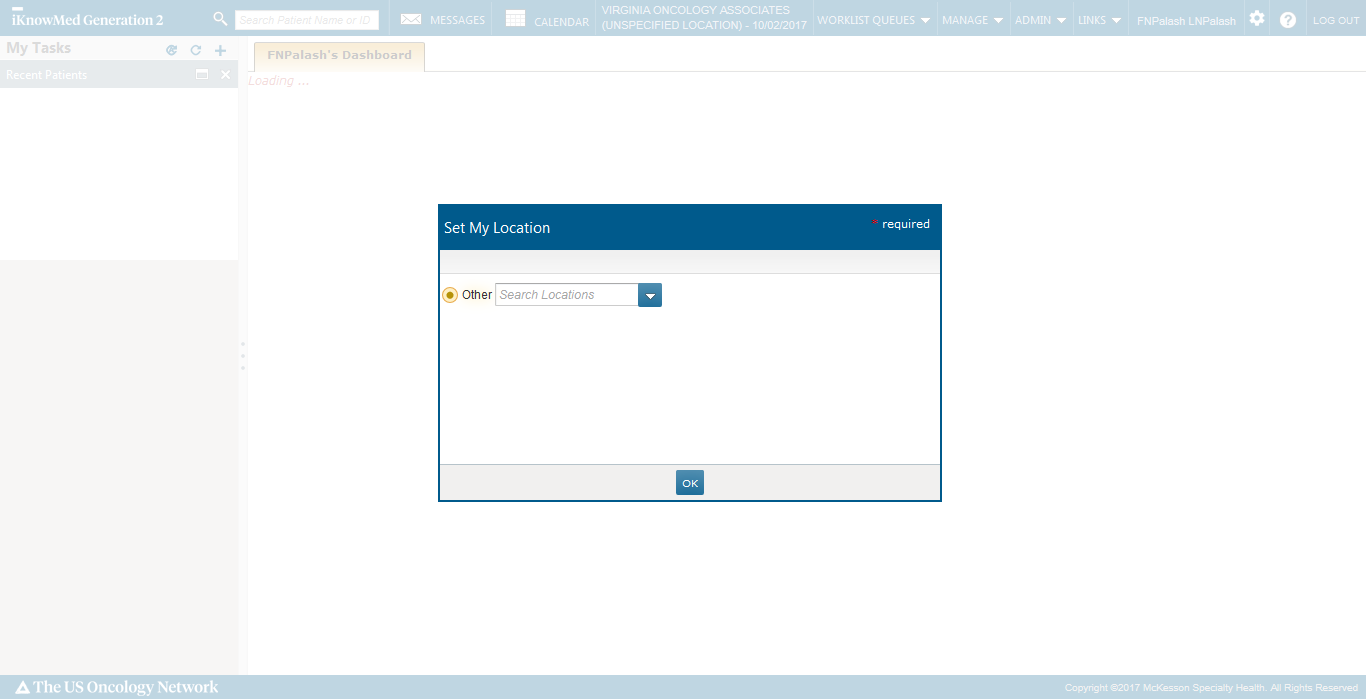 iKnowMed Generation 2
Search Patient Name or ID
MESSAGES
CALENDAR
VIRGINIA ONCOLOGY ASSOCIATES
(UNSPECIFIED LOCATION) - 10/02/2017
WORKLIST QUEUES
MANAGE
ADMIN
LINKS
FNPalash LNPalash
LOG OUT
My Tasks
Recent Patients
FNPalash's Dashboard
Loading ...
Set My Location
* required
Other
Search Locations
OK
The US Oncology Network
Copyright ©2017 McKesson Specialty Health. All Rights Reserved